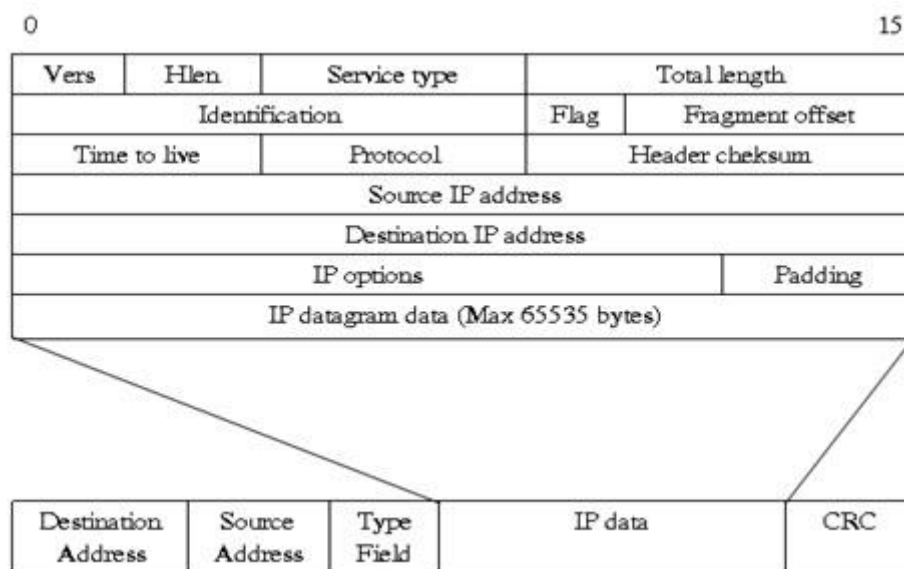 0 15
Vers Hlen Service type Total length
Identification Flag Fragment offset
Time to live Protocol Header cheksum
Source IP address
Destination IP address
IP options Padding
IP datagram data (Max 65535 bytes)
Destination Source Type IP data CRC
Address Address Field